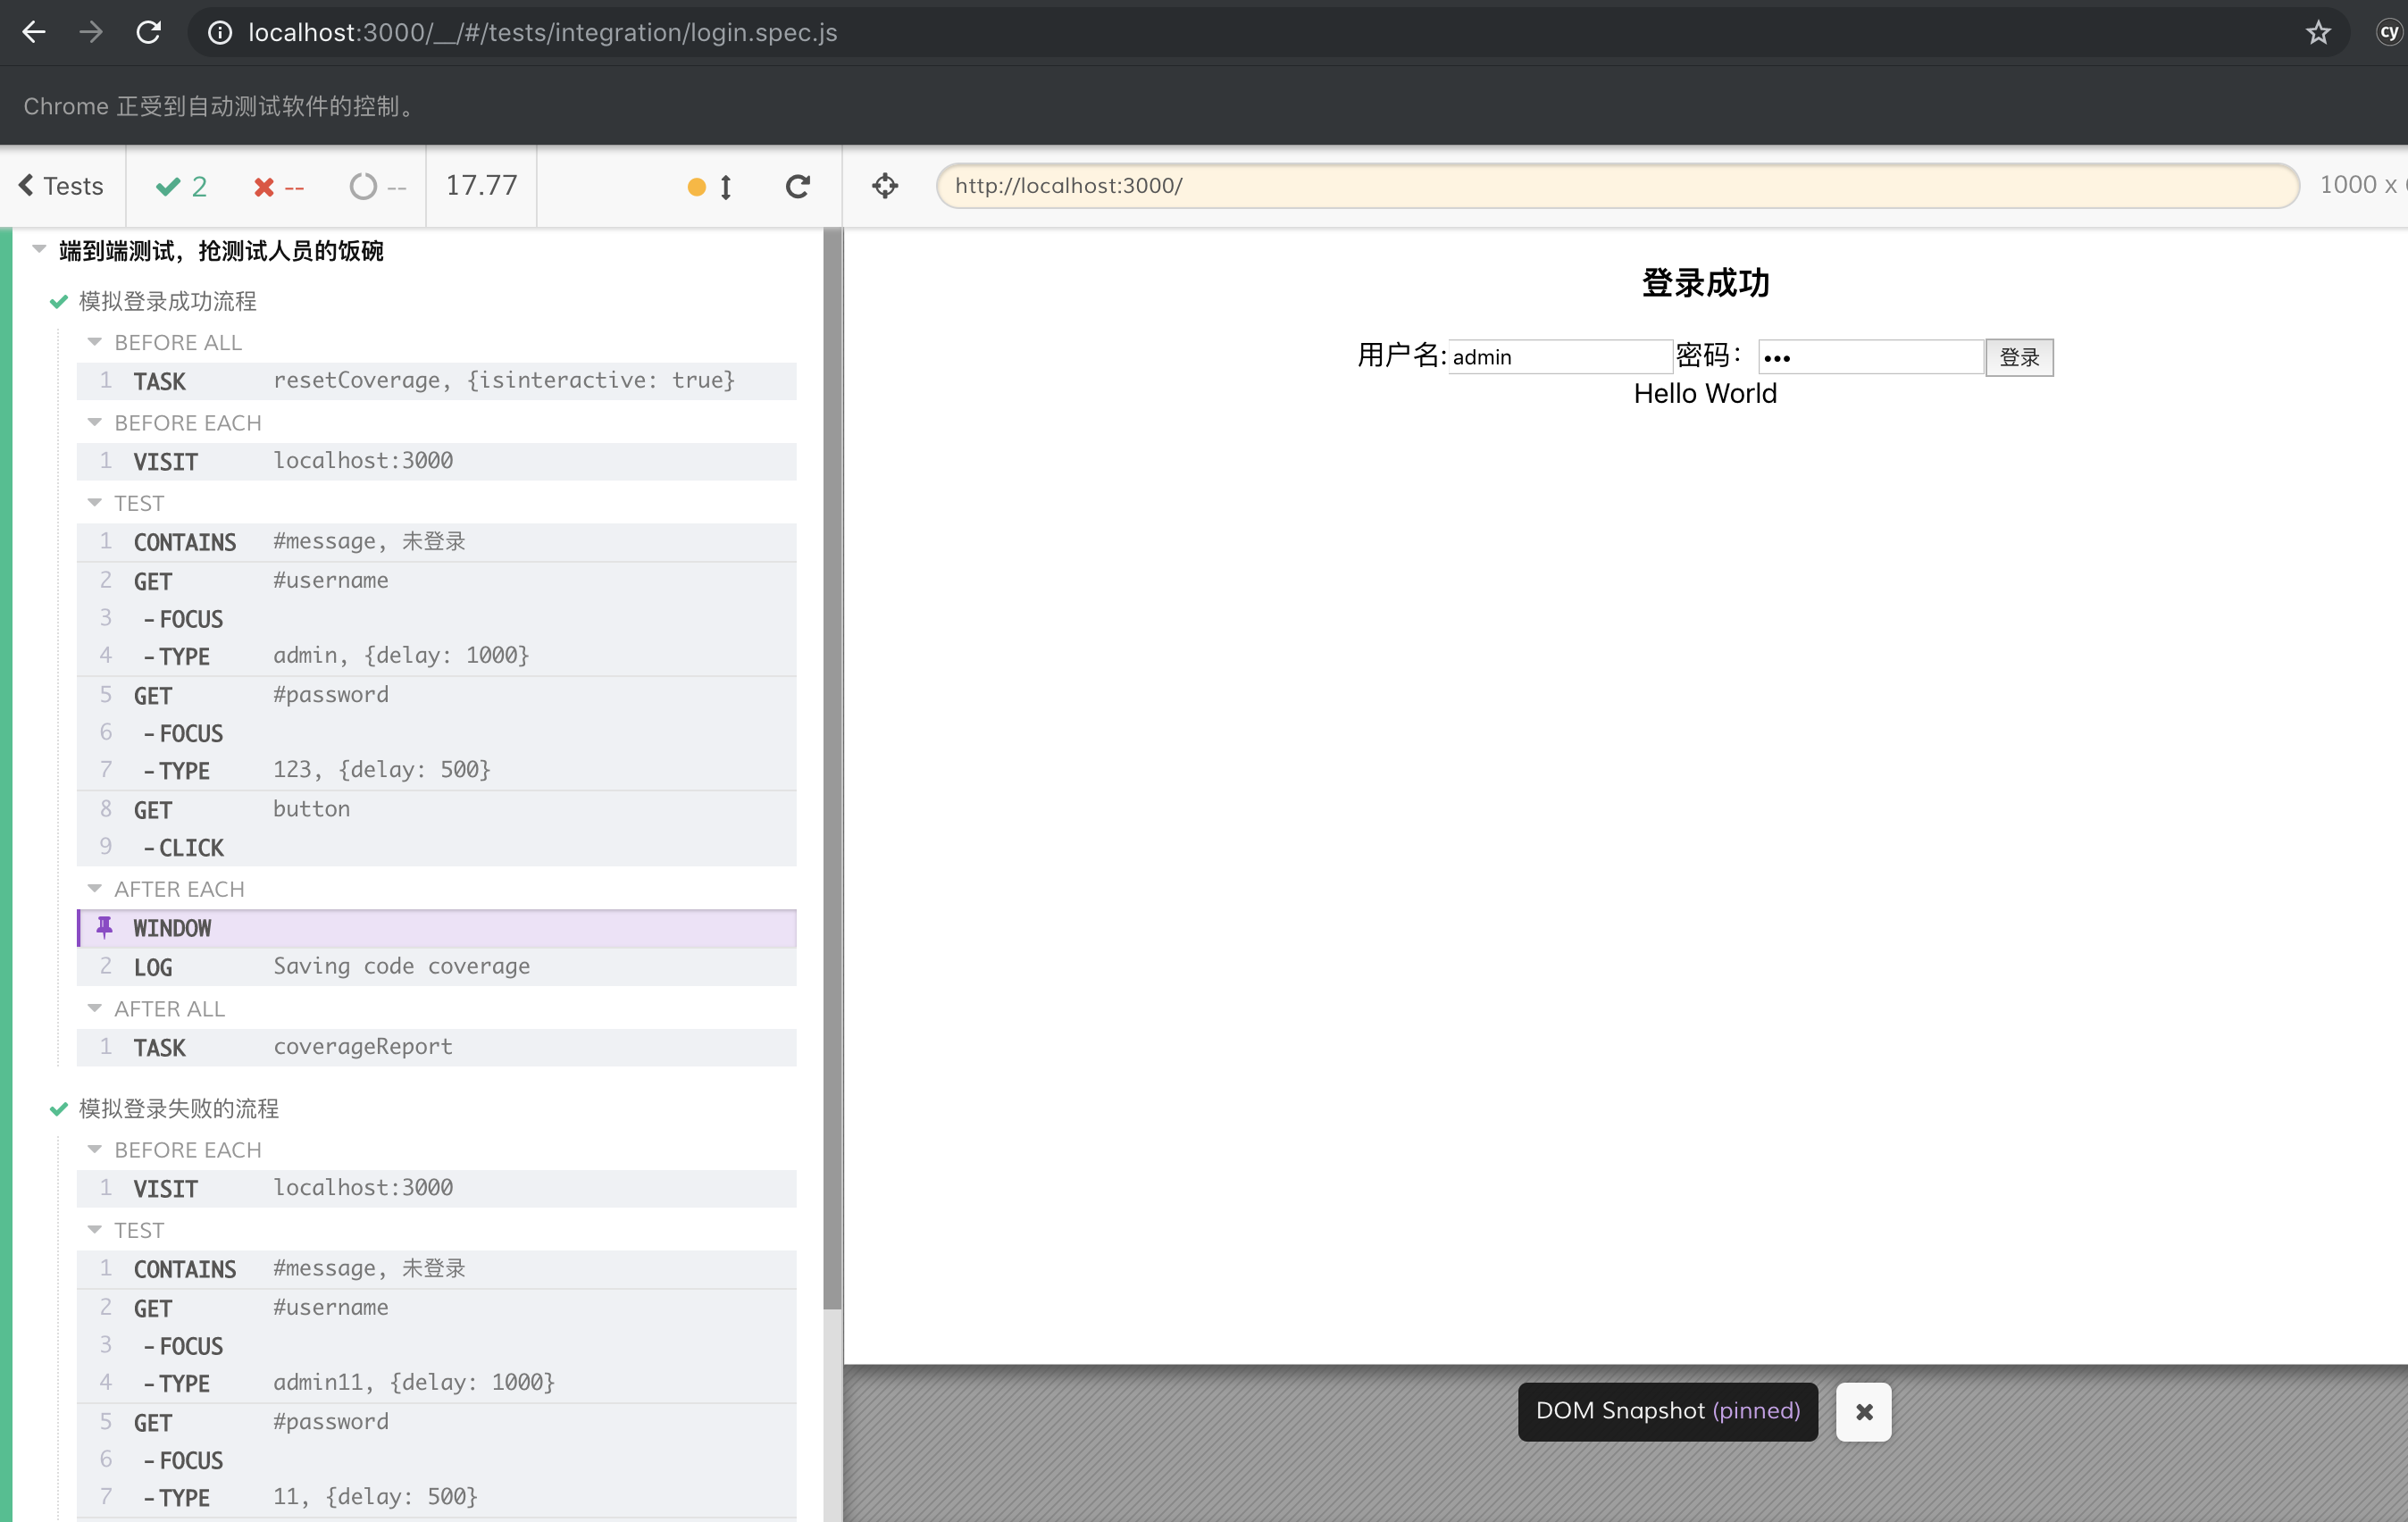 localhost:3000/__/#/tests/integration/login.spec.js
cy
Chrome 正受到自动测试软件的控制。
Tests
2
--
--
17.77
http://localhost:3000/
1000 x
端到端测试，抢测试人员的饭碗
模拟登录成功流程
BEFORE ALL
1 TASK resetCoverage, {isinteractive: true}
BEFORE EACH
1 VISIT localhost:3000
TEST
1 CONTAINS #message, 未登录
2 GET #username
3 -FOCUS
4 -TYPE admin, {delay: 1000}
5 GET #password
6 -FOCUS
7 -TYPE 123, {delay: 500}
8 GET button
9 -CLICK
AFTER EACH
WINDOW
2 LOG Saving code coverage
AFTER ALL
1 TASK coverageReport
模拟登录失败的流程
BEFORE EACH
1 VISIT localhost:3000
TEST
1 CONTAINS #message, 未登录
2 GET #username
3 -FOCUS
4 -TYPE admin11, {delay: 1000}
5 GET #password
6 -FOCUS
7 -TYPE 11, {delay: 500}
登录成功
用户名: admin 密码： ••• 登录
Hello World
DOM Snapshot (pinned)